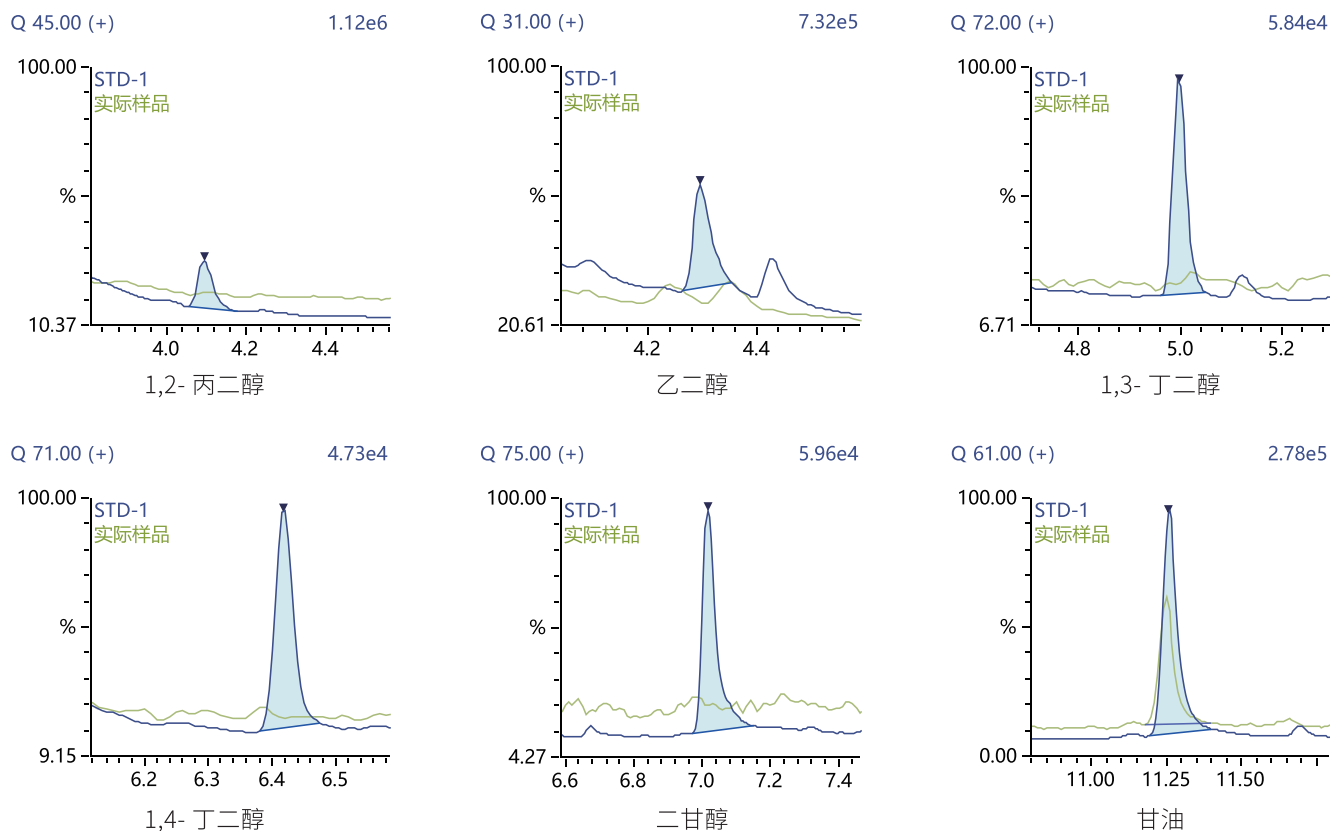 Q 45.00 (+) 1.12e6
100.00
STD-1
实际样品
%
10.37
4.0 4.2 4.4
1,2- 丙二醇
Q 31.00 (+) 7.32e5
100.00
STD-1
实际样品
%
20.61
4.2 4.4
乙二醇
Q 72.00 (+) 5.84e4
100.00
STD-1
实际样品
%
6.71
4.8 5.0 5.2
1,3- 丁二醇
Q 71.00 (+) 4.73e4
100.00
STD-1
实际样品
%
9.15
6.2 6.3 6.4 6.5
1,4- 丁二醇
Q 75.00 (+) 5.96e4
100.00
STD-1
实际样品
%
4.27
6.6 6.8 7.0 7.2 7.4
二甘醇
Q 61.00 (+) 2.78e5
100.00
STD-1
实际样品
%
0.00
11.00 11.25 11.50
甘油